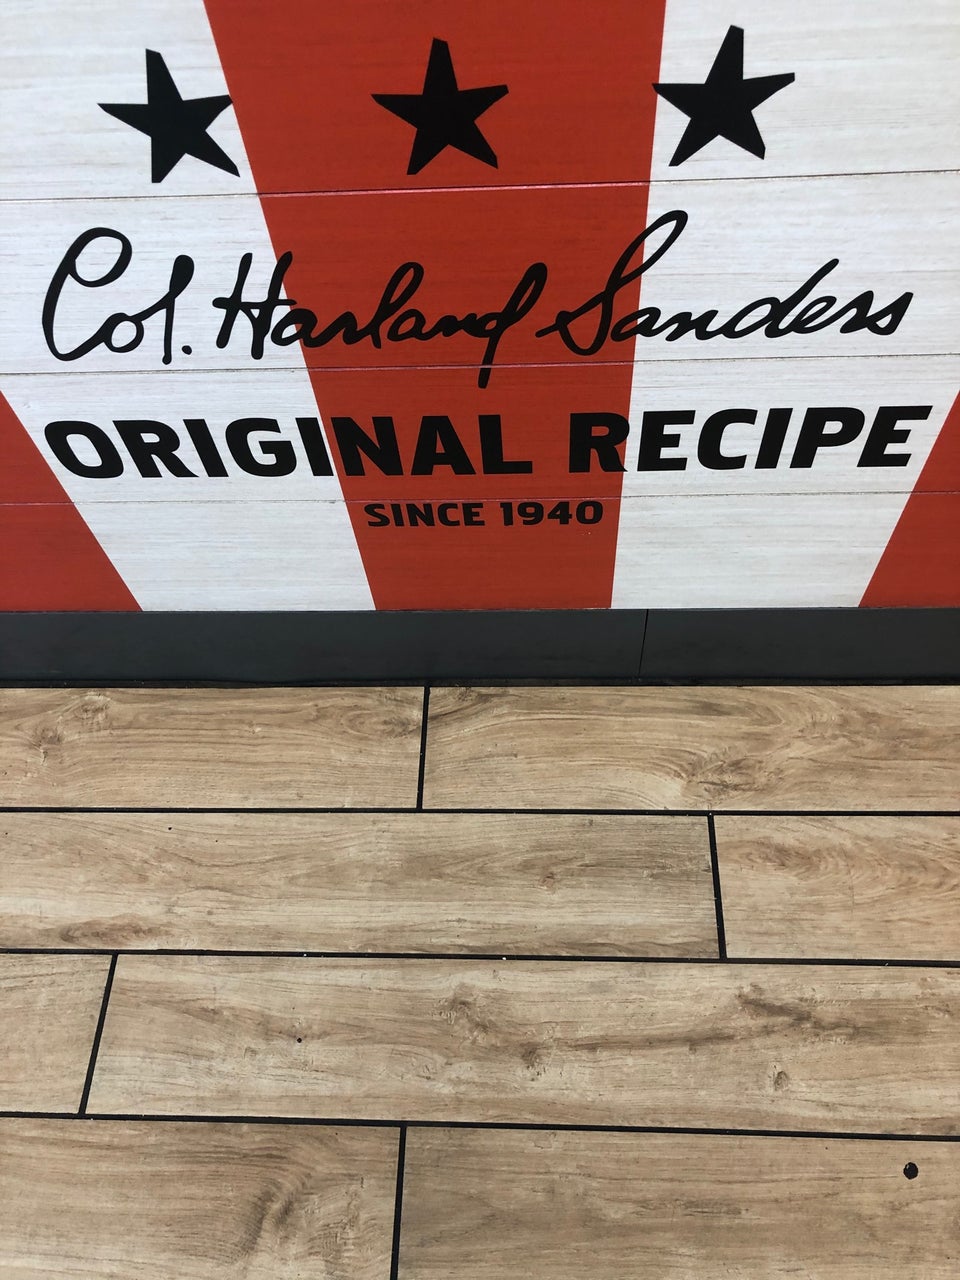 Col. Harland Sanders
ORIGINAL RECIPE
SINCE 1940